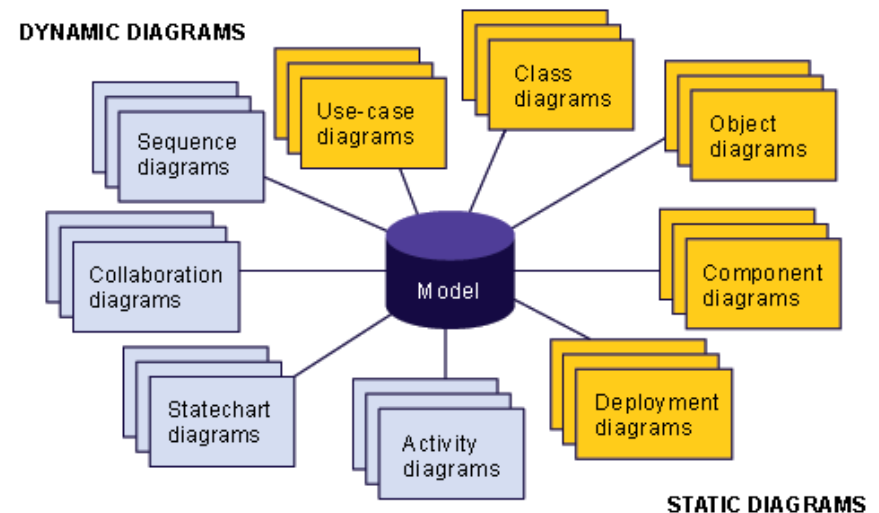 DYNAMIC DIAGRAMS
Class
diagrams
Use-case
diagrams
Object
diagrams
Sequence
diagrams
Collaboration
diagrams
Model
Component
diagrams
Statechart
diagrams
Activity
diagrams
Deployment
diagrams
STATIC DIAGRAMS